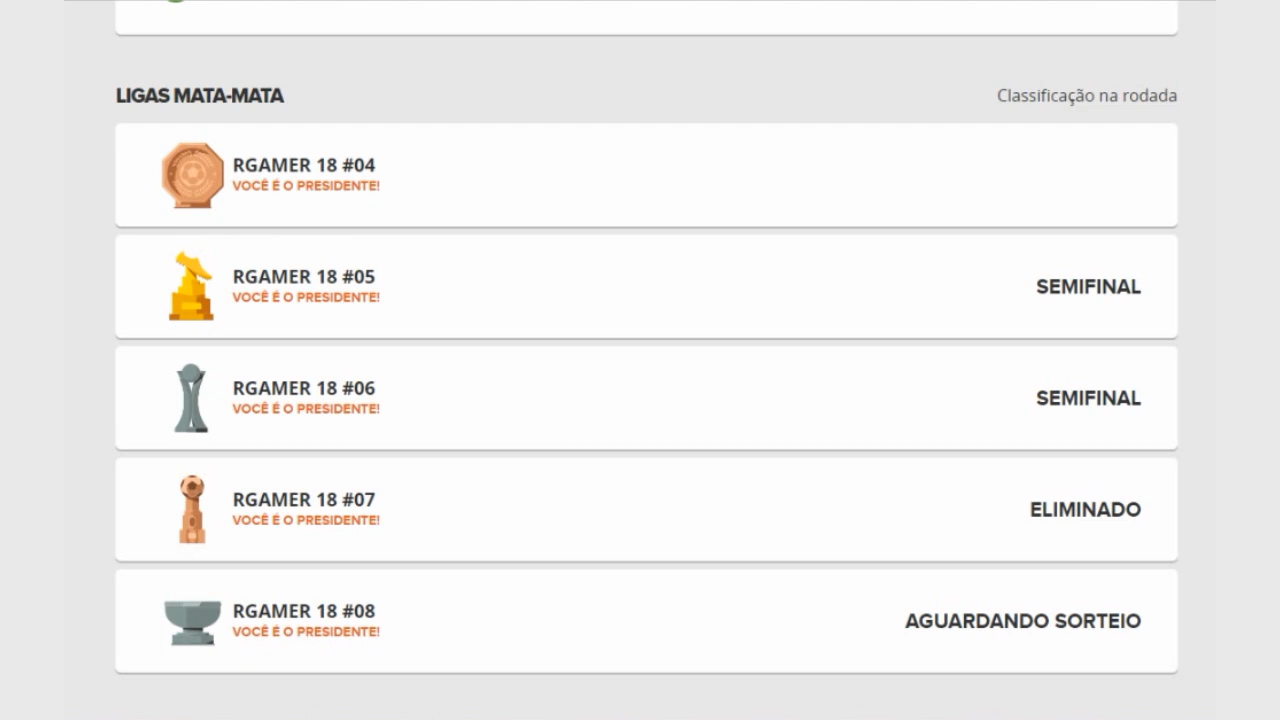 LIGAS MATA-MATA
Classificação na rodada
RGAMER 18 #04
VOCÊ É O PRESIDENTE!
RGAMER 18 #05
VOCÊ É O PRESIDENTE!
SEMIFINAL
RGAMER 18 #06
VOCÊ É O PRESIDENTE!
SEMIFINAL
RGAMER 18 #07
VOCÊ É O PRESIDENTE!
ELIMINADO
RGAMER 18 #08
VOCÊ É O PRESIDENTE!
AGUARDANDO SORTEIO